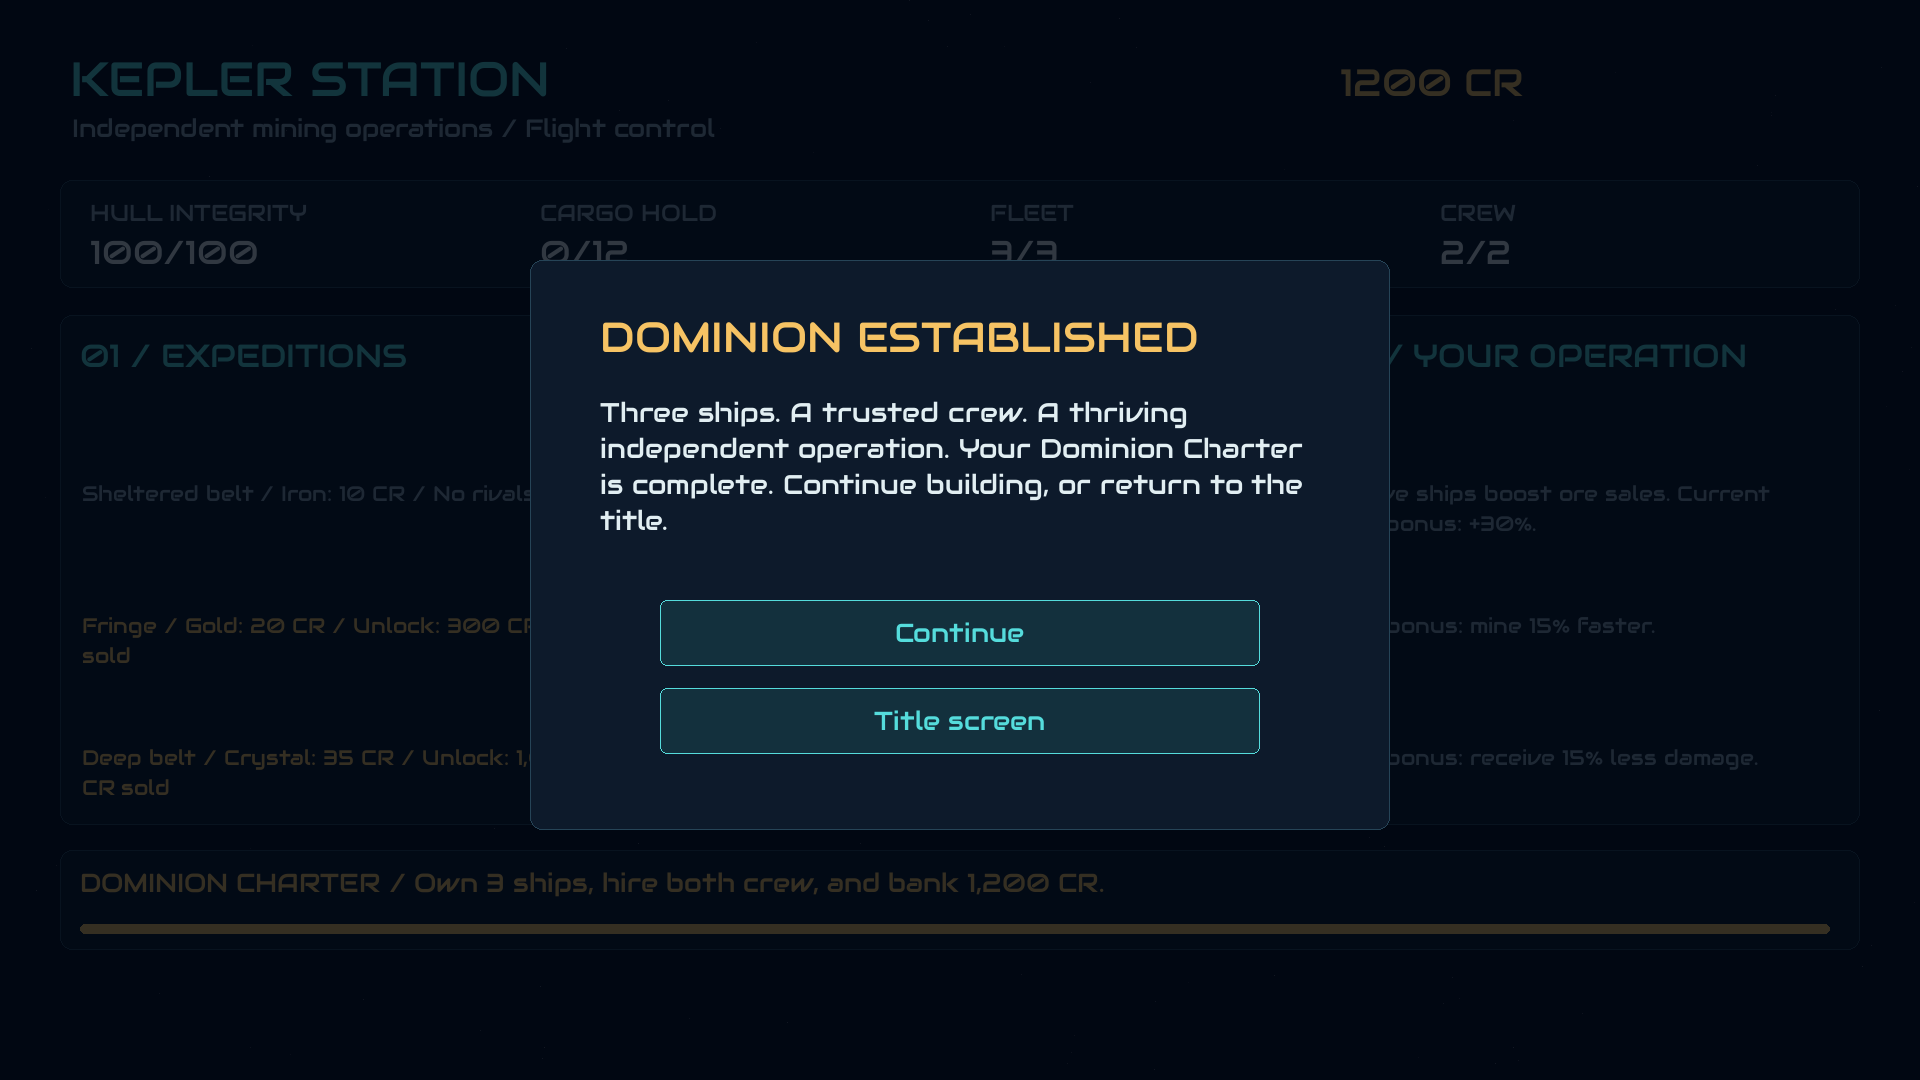 KEPLER STATION
1200 CR
Independent mining operations / Flight control
HULL INTEGRITY
100/100
CARGO HOLD
0/12
FLEET
3/3
CREW
2/2
01 / EXPEDITIONS
Sheltered belt / Iron: 10 CR / No rivals
Fringe / Gold: 20 CR / Unlock: 300 CR
sold
Deep belt / Crystal: 35 CR / Unlock: 1,
CR sold
DOMINION ESTABLISHED
Three ships. A trusted crew. A thriving
independent operation. Your Dominion Charter
is complete. Continue building, or return to the
title.
Continue
Title screen
/ YOUR OPERATION
ships boost ore sales. Current
bonus: +30%.
bonus: mine 15% faster.
bonus: receive 15% less damage.
DOMINION CHARTER / Own 3 ships, hire both crew, and bank 1,200 CR.